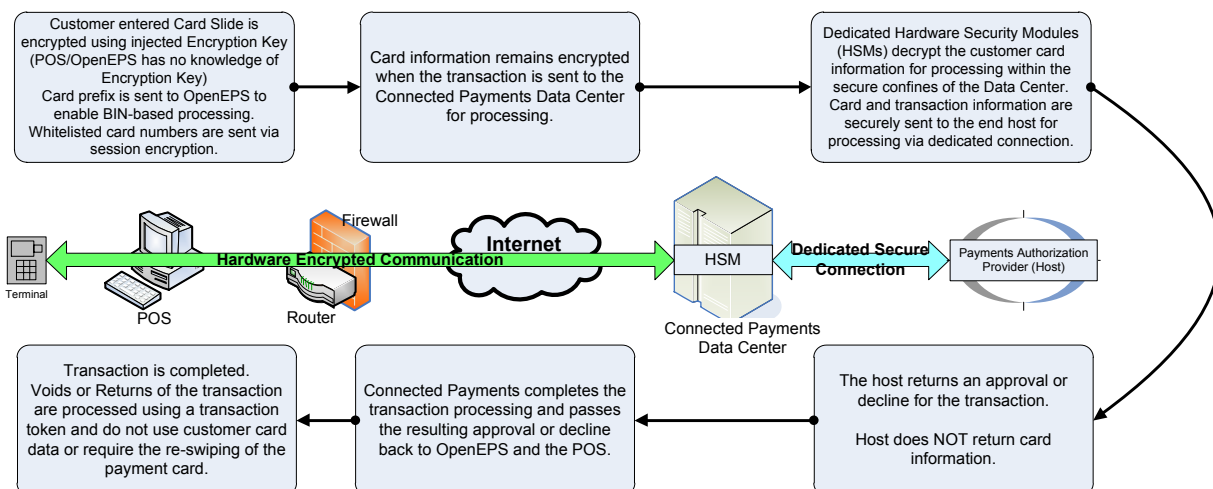 Customer entered Card Slide is
encrypted using injected Encryption Key
(POS/OpenEPS has no knowledge of
Encryption Key)
Card prefix is sent to OpenEPS to
enable BIN-based processing.
Whitelisted card numbers are sent via
session encryption.
Card information remains encrypted
when the transaction is sent to the
Connected Payments Data Center
for processing.
Dedicated Hardware Security Modules
(HSMs) decrypt the customer card
information for processing within the
secure confines of the Data Center.
Card and transaction information are
securely sent to the end host for
processing via dedicated connection.
Terminal
POS
Firewall
Router
Hardware Encrypted Communication
Internet
HSM
Connected Payments
Data Center
Dedicated Secure
Connection
Payments Authorization
Provider (Host)
Transaction is completed.
Voids or Returns of the transaction
are processed using a transaction
token and do not use customer card
data or require the re-swiping of the
payment card.
Connected Payments completes the
transaction processing and passes
the resulting approval or decline
back to OpenEPS and the POS.
The host returns an approval or
decline for the transaction.
Host does NOT return card
information.